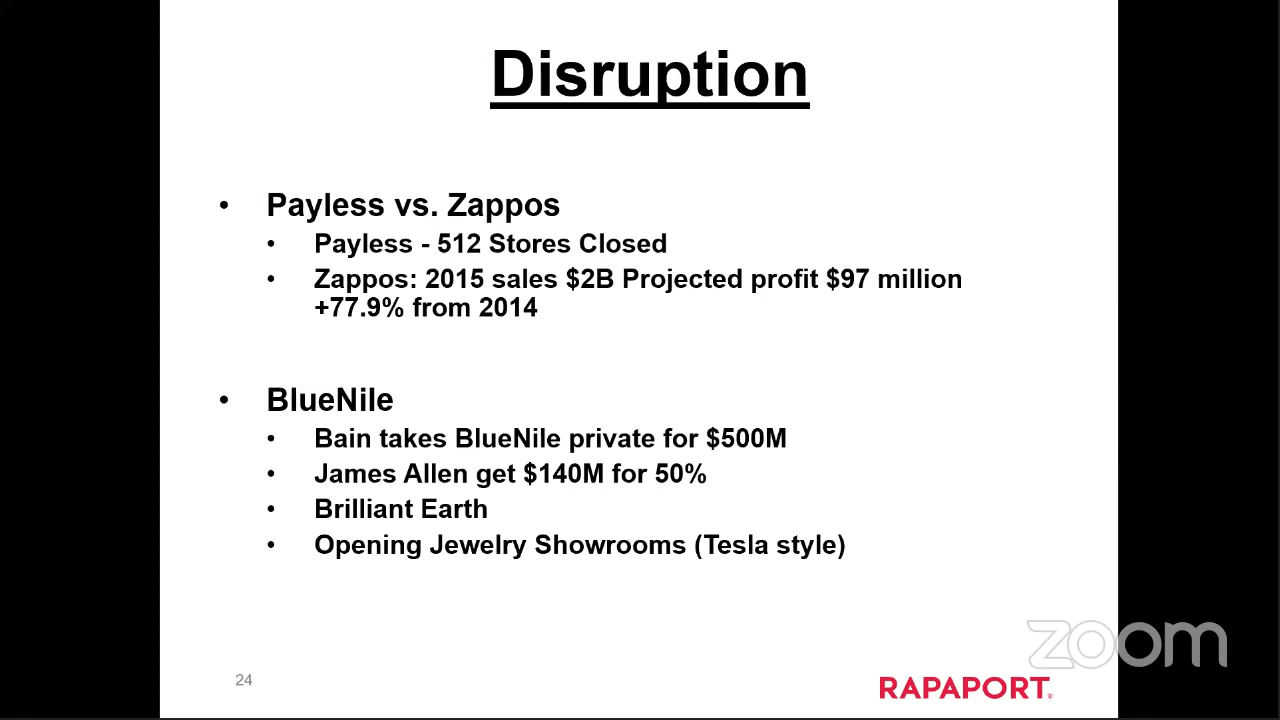 Disruption
• Payless vs. Zappos
• Payless - 512 Stores Closed
• Zappos: 2015 sales $2B Projected profit $97 million
+77.9% from 2014
• BlueNile
• Bain takes BlueNile private for $500M
• James Allen get $140M for 50%
• Brilliant Earth
• Opening Jewelry Showrooms (Tesla style)
zoom
24
RAPAPORT®